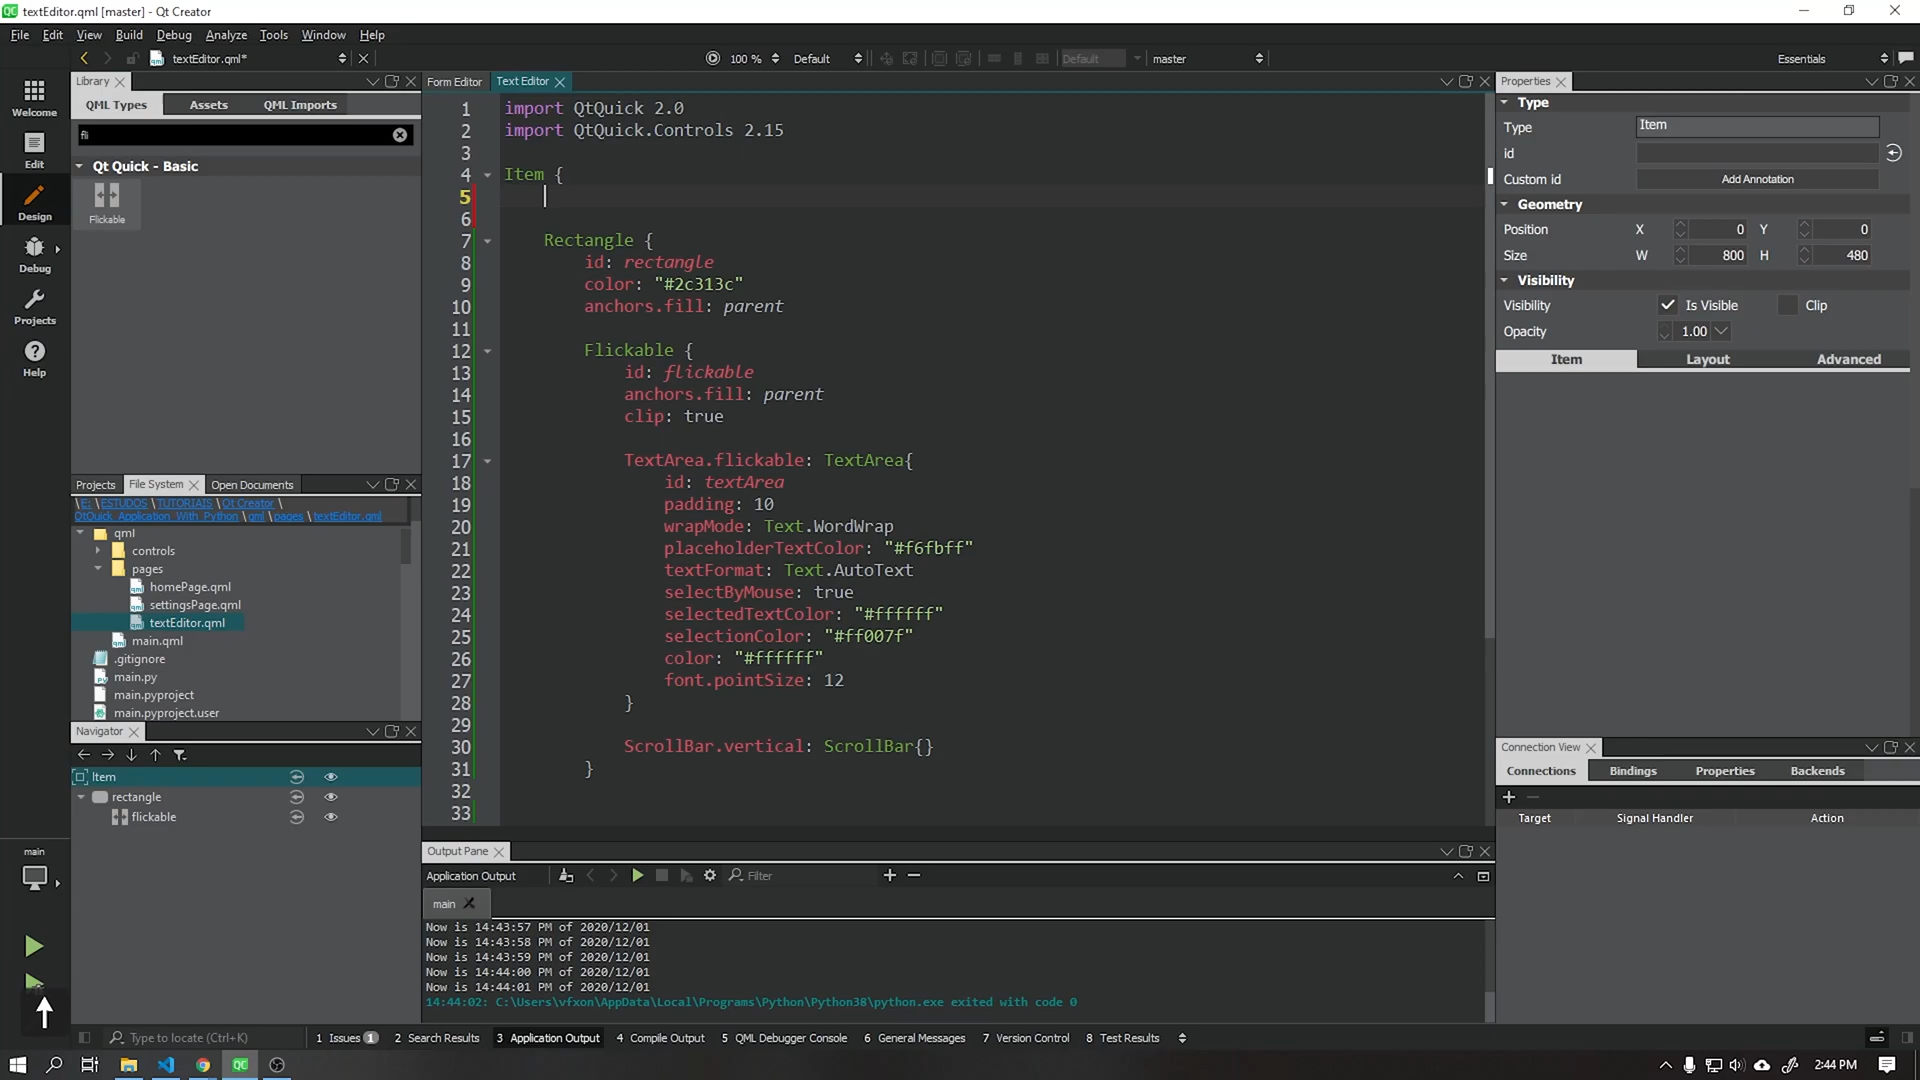 textEditor.qml [master] - Qt Creator
File Edit View Build Debug Analyze Tools Window Help
textEditor.qml*
100 % Default Default master Essentials
Library
QML Types Assets QML Imports
fli
Qt Quick - Basic
Flickable
Welcome
Edit
Design
Debug
Projects
Help
Form Editor Text Editor
1 import QtQuick 2.0
2 import QtQuick.Controls 2.15
3
4 Item {
5
6
7 Rectangle {
8 id: rectangle
9 color: "#2c313c"
10 anchors.fill: parent
11
12 Flickable {
13 id: flickable
14 anchors.fill: parent
15 clip: true
16
17 TextArea.flickable: TextArea{
18 id: textArea
19 padding: 10
20 wrapMode: Text.WordWrap
21 placeholderTextColor: "#f6fbff"
22 textFormat: Text.AutoText
23 selectByMouse: true
24 selectedTextColor: "#ffffff"
25 selectionColor: "#ff007f"
26 color: "#ffffff"
27 font.pointSize: 12
28 }
29
30 ScrollBar.vertical: ScrollBar{}
31 }
32
33
Properties
Type
Type Item
id
Custom id Add Annotation
Geometry
Position X 0 Y 0
Size W 800 H 480
Visibility
Visibility Is Visible Clip
Opacity 1.00
Item Layout Advanced
Projects File System Open Documents
\E: \ESTUDOS \TUTORIAIS \Qt Creator \
QtQuick Application With Python \qml \pages \textEditor.qml
qml
controls
pages
homePage.qml
settingsPage.qml
textEditor.qml
main.qml
.gitignore
main.py
main.pyproject
main.pyproject.user
Navigator
Item
rectangle
flickable
Connection View
Connections Bindings Properties Backends
Target Signal Handler Action
main
Output Pane
Application Output Filter
main
Now is 14:43:57 PM of 2020/12/01
Now is 14:43:58 PM of 2020/12/01
Now is 14:43:59 PM of 2020/12/01
Now is 14:44:00 PM of 2020/12/01
Now is 14:44:01 PM of 2020/12/01
14:44:02: C:\Users\vfxon\AppData\Local\Programs\Python\Python38\python.exe exited with code 0
Type to locate (Ctrl+K) 1 Issues 1 2 Search Results 3 Application Output 4 Compile Output 5 QML Debugger Console 6 General Messages 7 Version Control 8 Test Results
2:44 PM